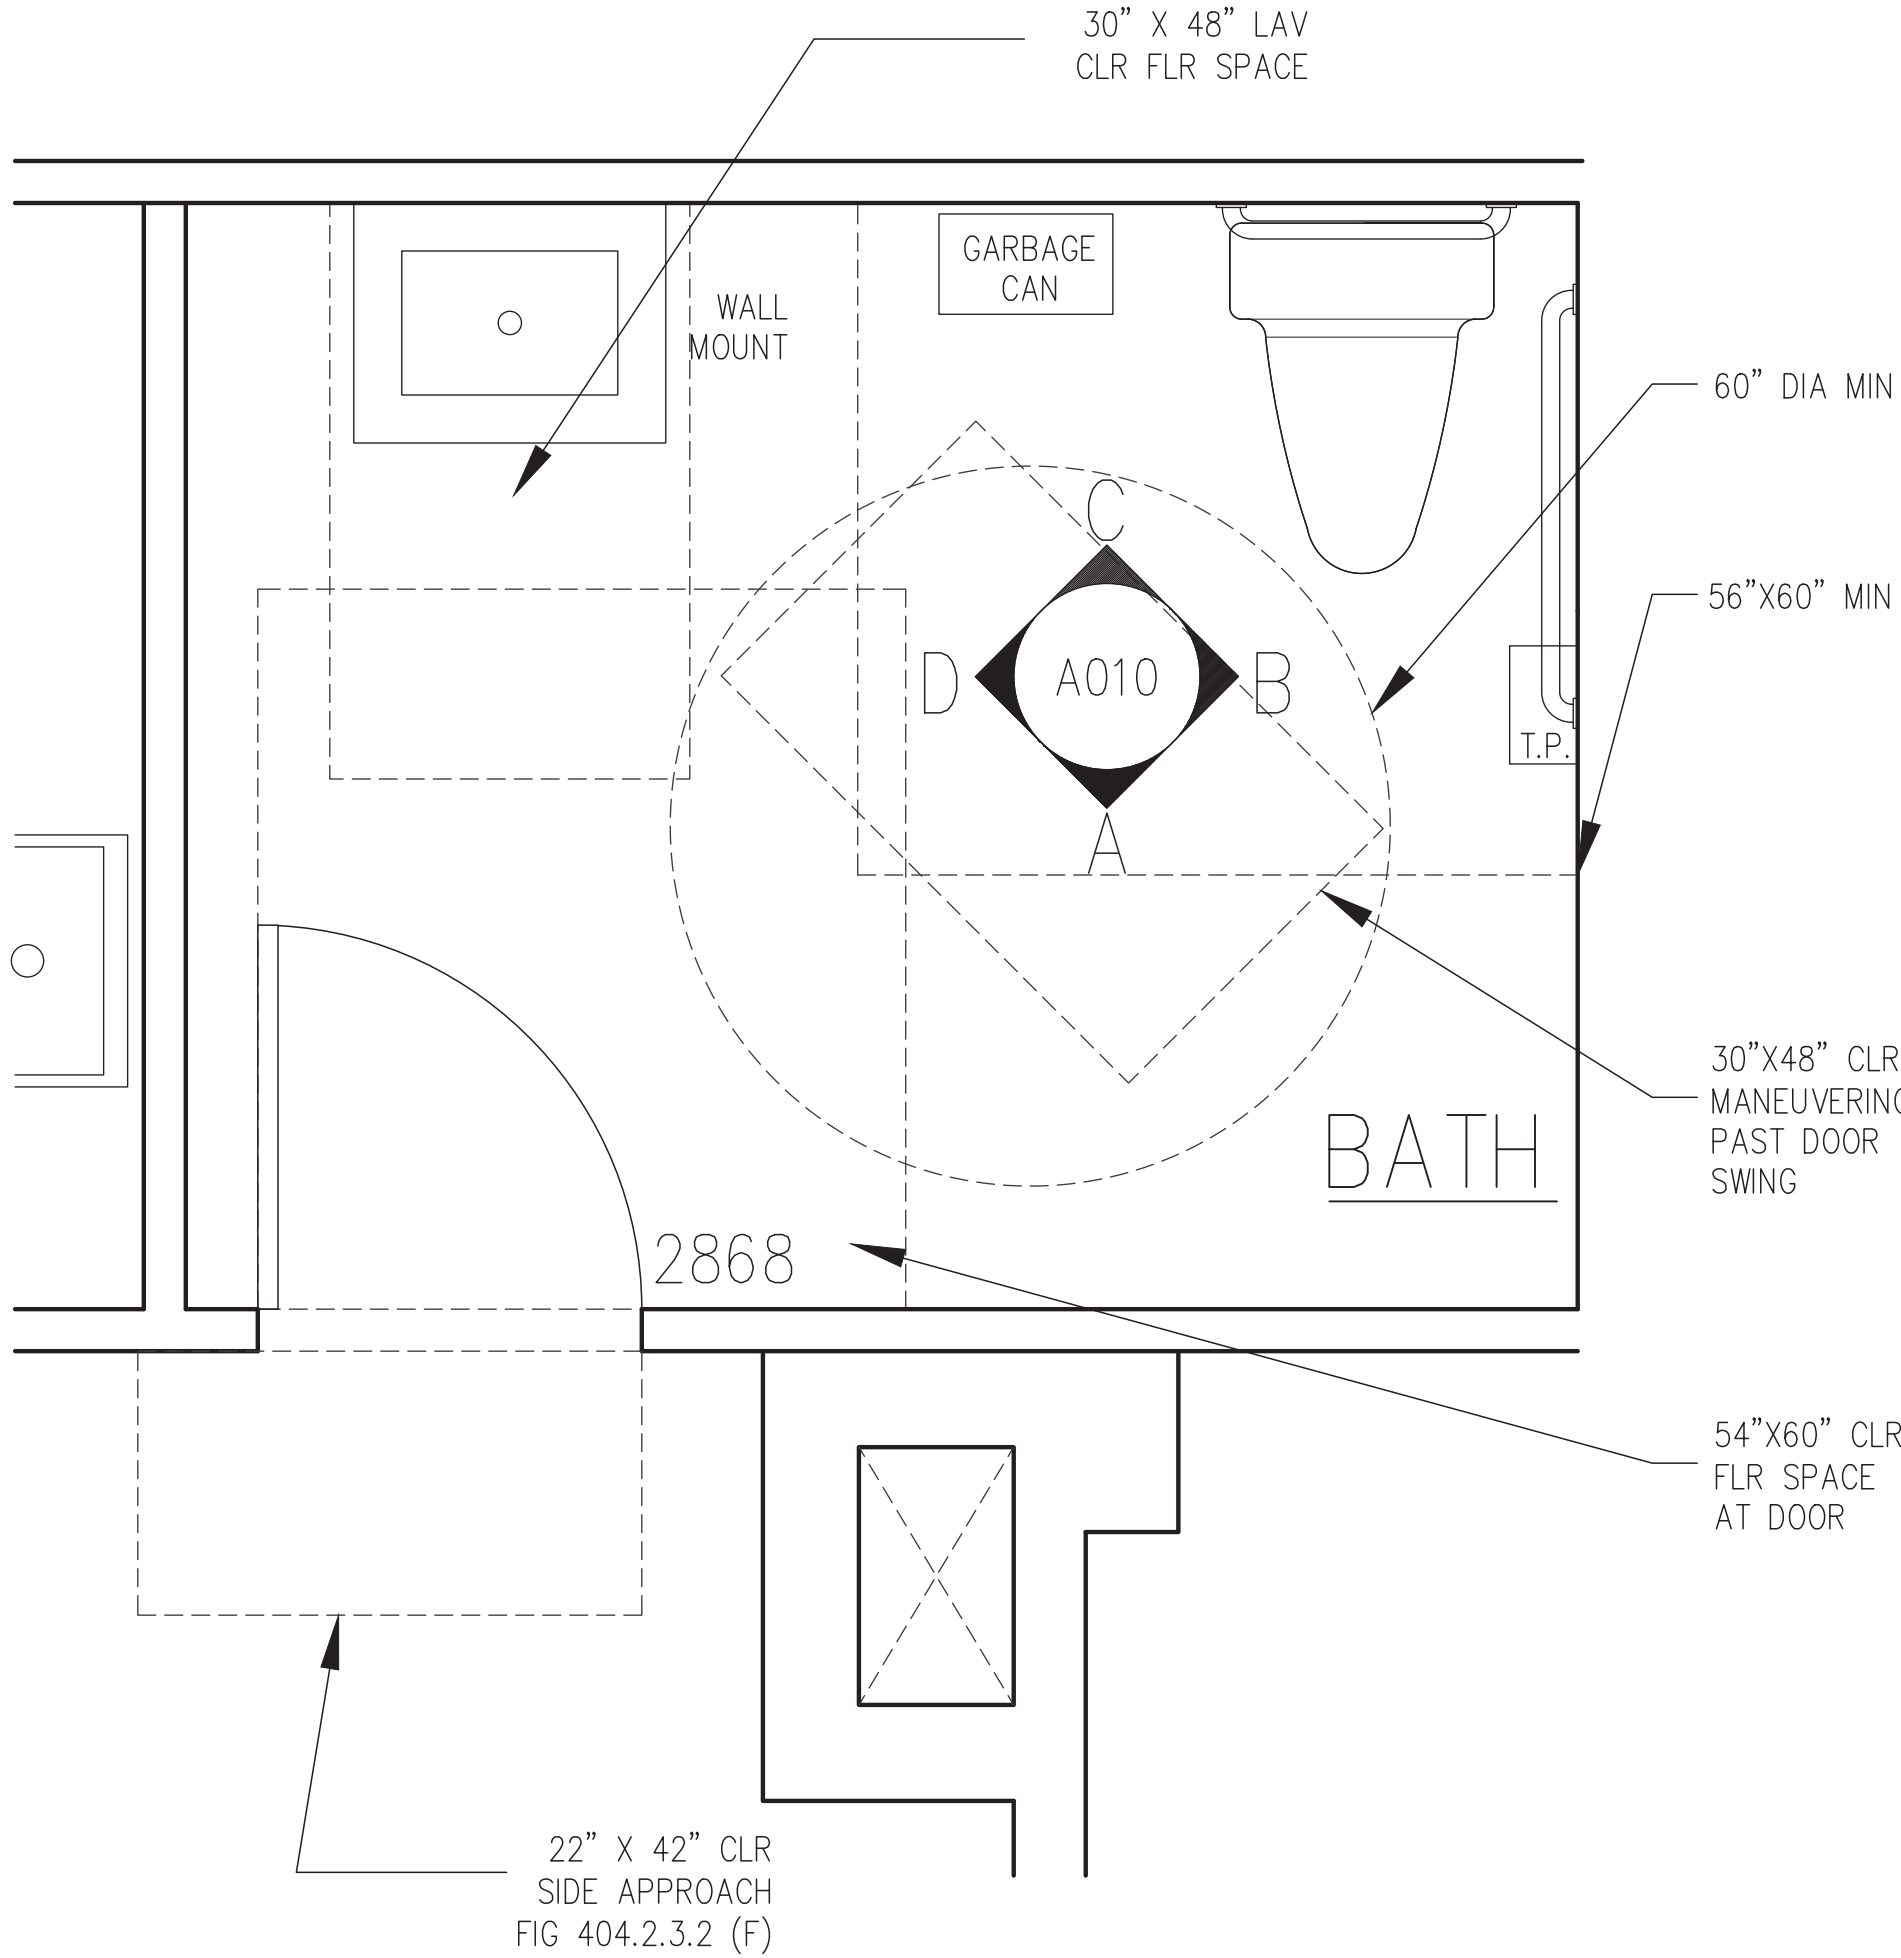 30” X 48” LAV
CLR FLR SPACE
GARBAGE
CAN
WALL
MOUNT
60” DIA MIN
C
56”X60” MIN
D
A010
B
T.P.
A
30”X48” CLR
MANEUVERING
PAST DOOR
SWING
BATH
2868
54”X60” CLR
FLR SPACE
AT DOOR
22” X 42” CLR
SIDE APPROACH
FIG 404.2.3.2 (F)